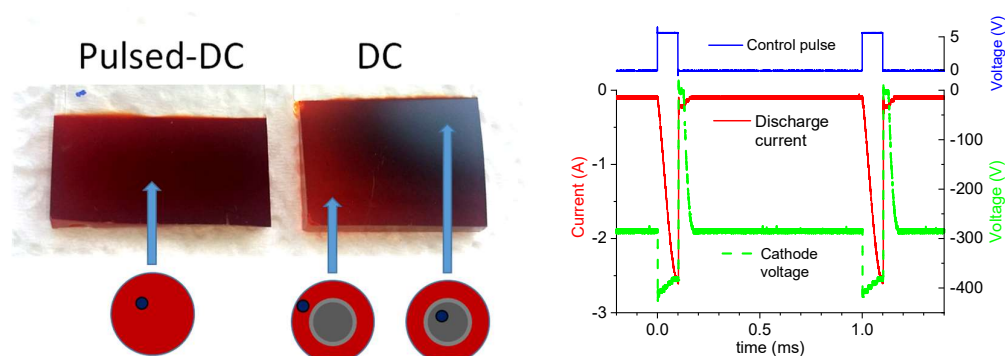 Pulsed-DC
DC
Control pulse
5
0
Voltage (V)
0
-1
-2
-3
Current (A)
Discharge
current
Cathode
voltage
0
-100
-200
-300
-400
Voltage (V)
0.0
0.5
1.0
time (ms)